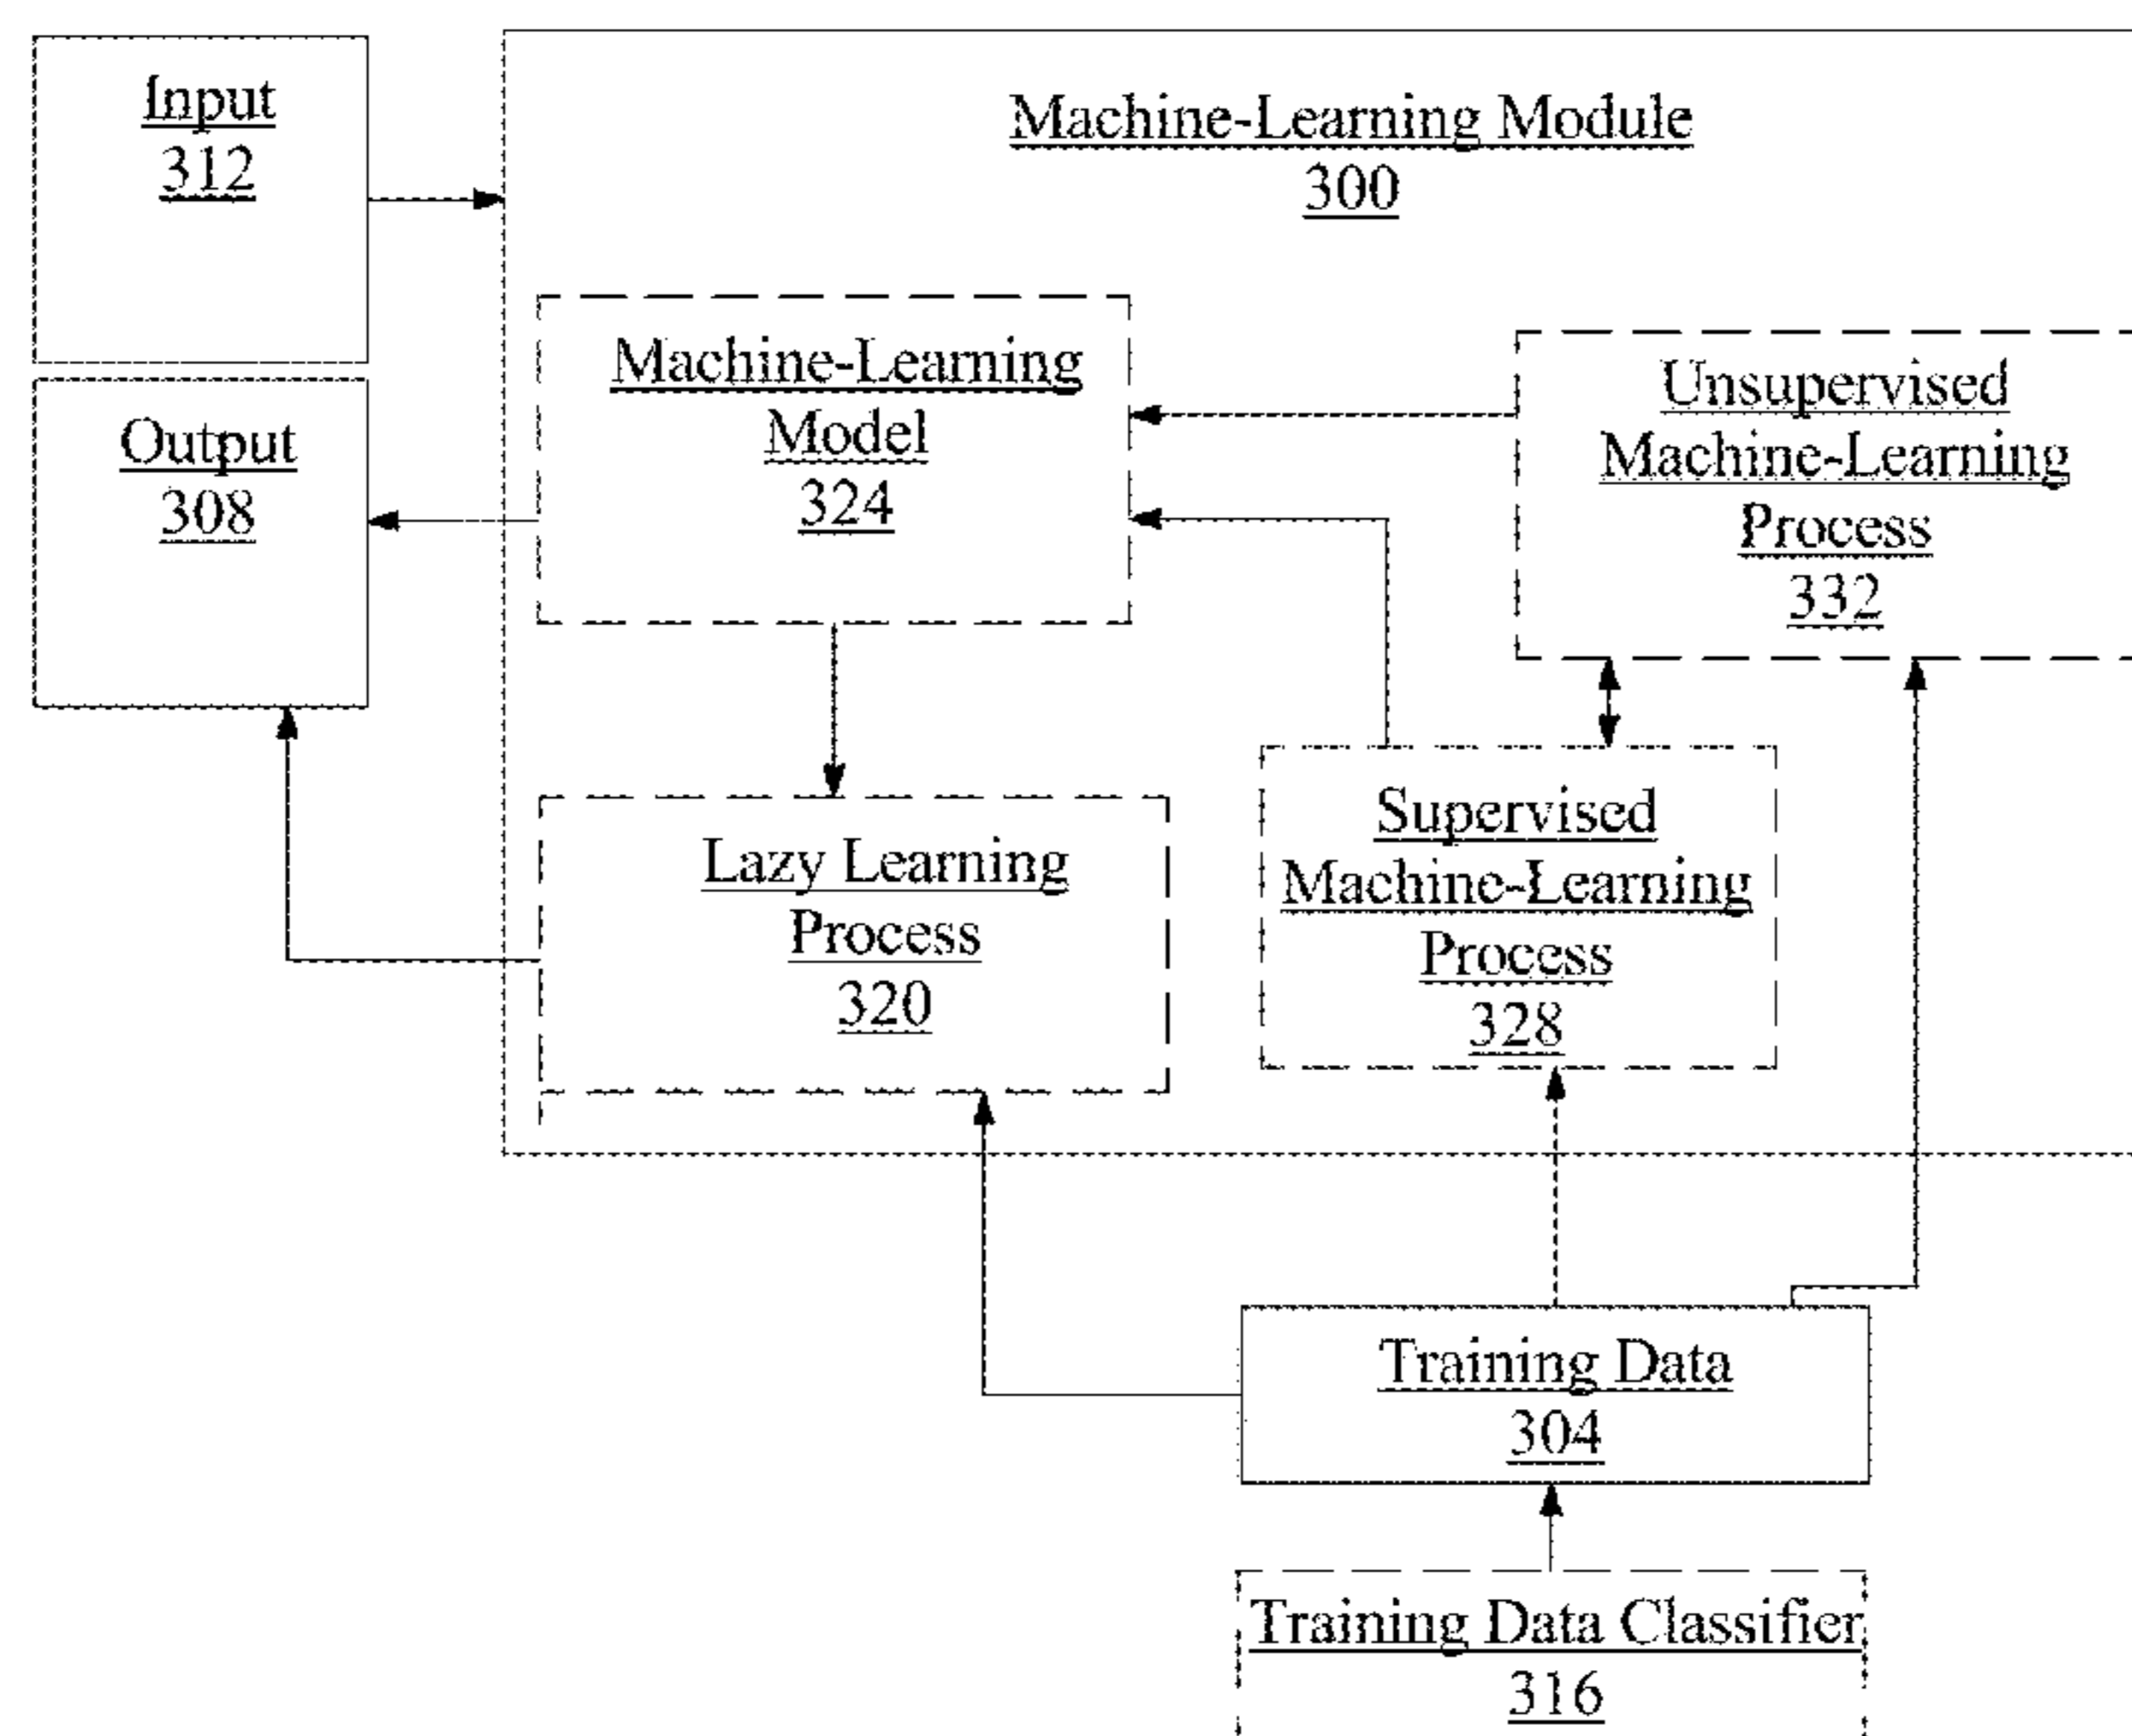 Input
312
Machine-Learning Module
300
Machine-Learning
Model
324
Unsupervised
Machine-Learning
Process
332
Output
308
Lazy Learning
Process
320
Supervised
Machine-Learning
Process
328
Training Data
304
Training Data Classifier
316